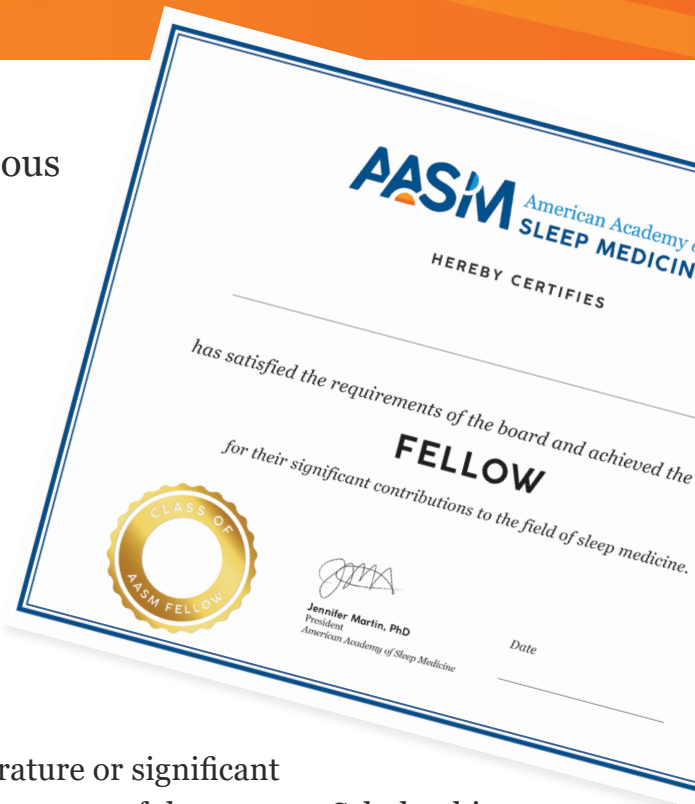 ous
AASM American Academy
SLEEP MEDICIN
HEREBY CERTIFIES
has satisfied the requirements of the board and achieved the
FELLOW
for their significant contributions to the field of sleep medicine.
CLASS OF
AASM FELLOW
Jennifer Martin, PhD
President
American Academy of Sleep Medicine
Date
rature or significant